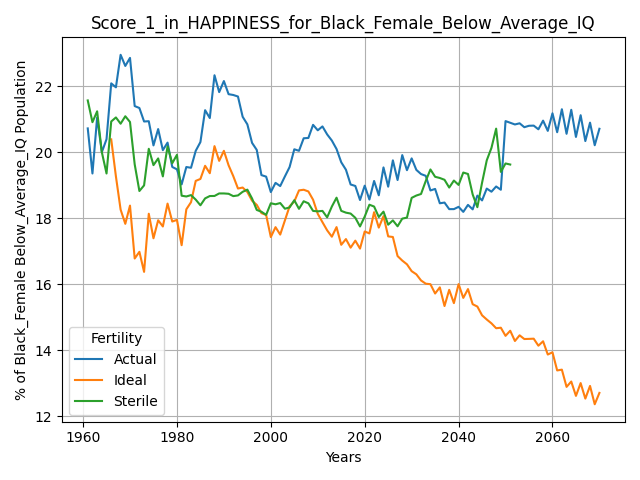 Score_1_in_HAPPINESS_for_Black_Female_Below_Average_IQ
% of Black_Female Below_Average_IQ Population
22
20
18
16
14
12
Fertility
Actual
Ideal
Sterile
1960
1980
2000
2020
2040
2060
Years